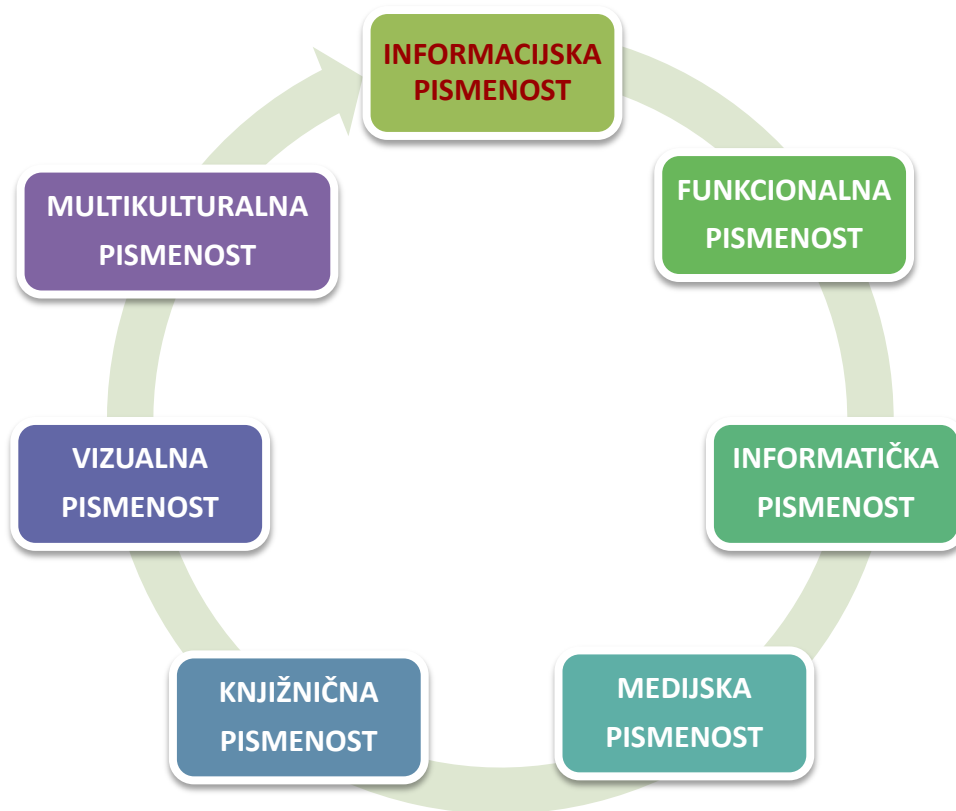 INFORMACIJSKA
PISMENOST
FUNKCIONALNA
PISMENOST
INFORMATIČKA
PISMENOST
MEDIJSKA
PISMENOST
KNJIŽNIČNA
PISMENOST
VIZUALNA
PISMENOST
MULTIKULTURALNA
PISMENOST